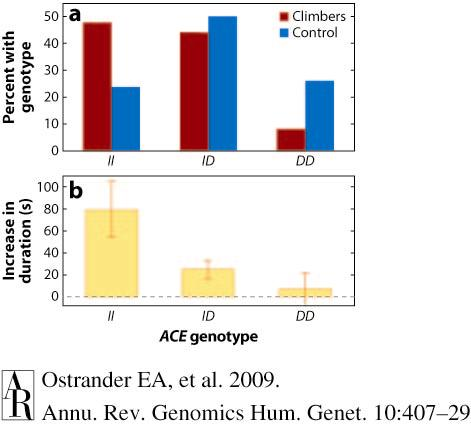 a
Climbers
Control
Percent with
genotype
50
40
30
20
10
0
II
ID
DD
b
Increase in
duration (s)
100
80
60
40
20
0
II
ID
DD
ACE genotype
AR
Ostrander EA, et al. 2009.
Annu. Rev. Genomics Hum. Genet. 10:407–29